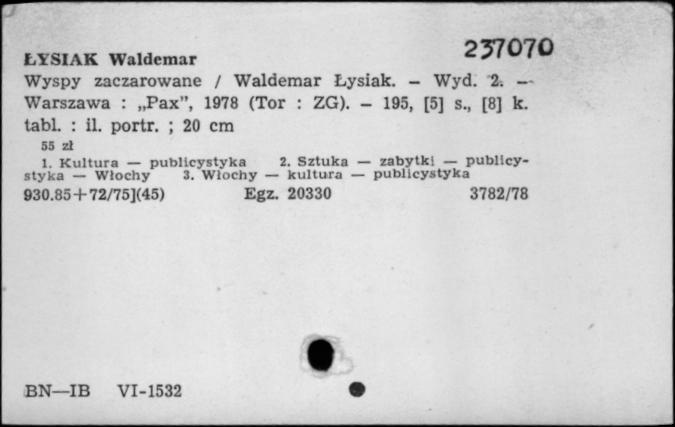 237070
ŁYSIAK Waldemar
Wyspy zaczarowane / Waldemar Łysiak. – Wyd. 2. –
Warszawa : „Pax”, 1978 (Tor : ZG). – 195, [5] s., [8] k.
tabl. : il. portr. ; 20 cm
55 zł
1. Kultura — publicystyka 2. Sztuka — zabytki — publicy-
styka — Włochy 3. Włochy — kultura — publicystyka
930.85+72/75](45) Egz. 20330 3782/78
BN—IB VI-1532